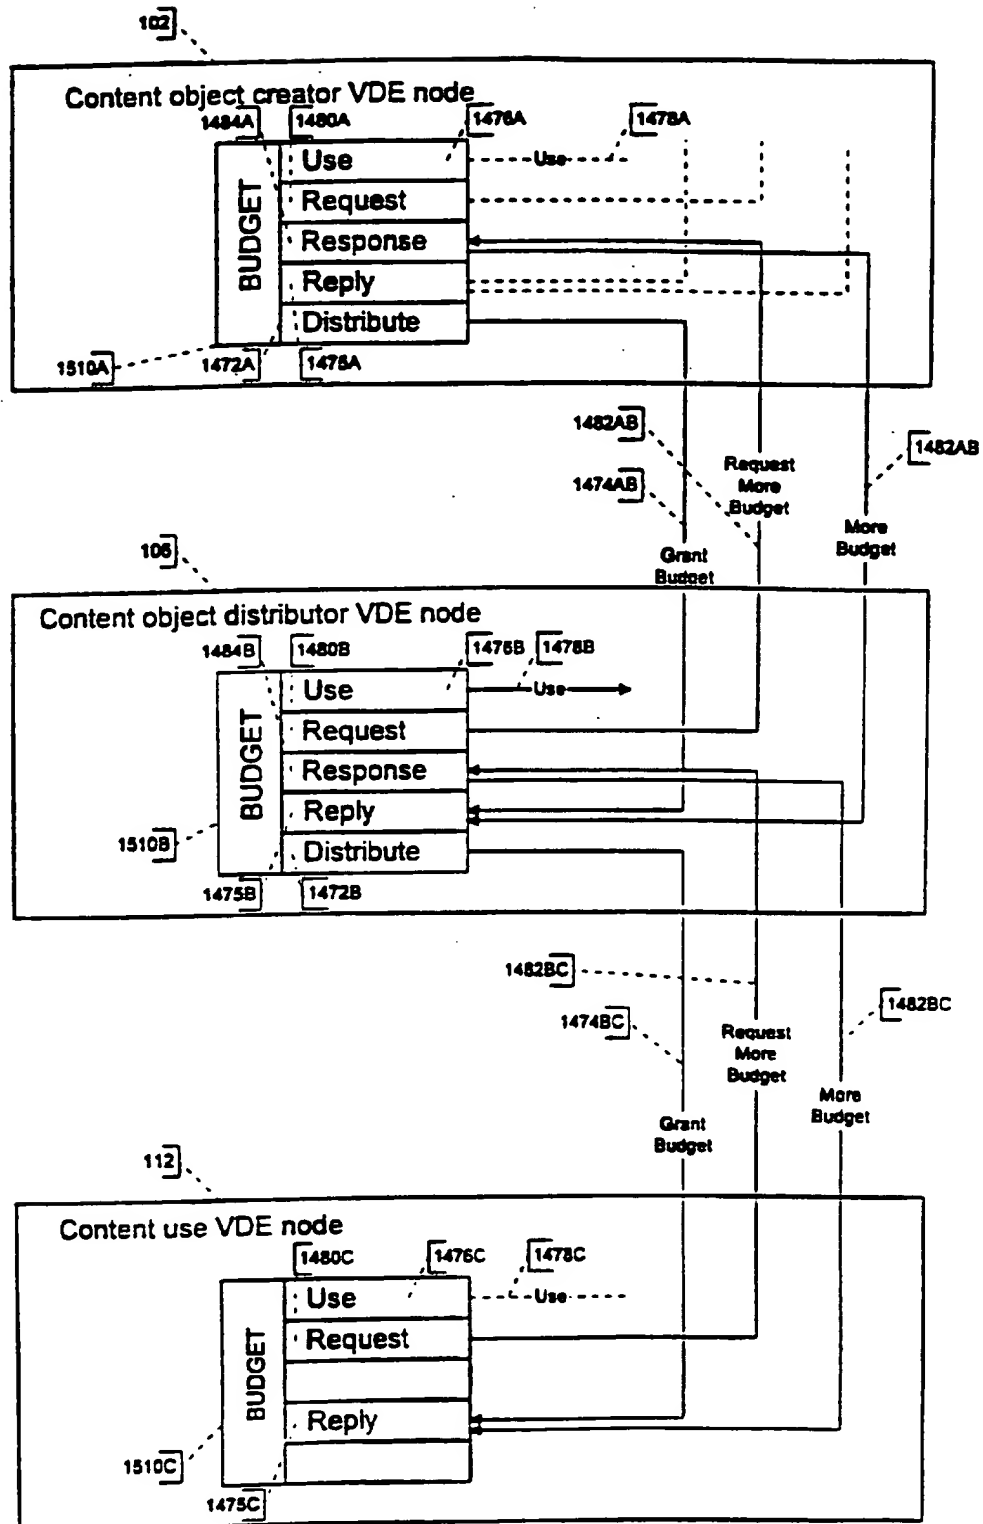 102
Content object creator VDE node
1484A
1480A
1476A
1478A
BUDGET
Use
Use
Request
Response
Reply
Distribute
1510A
1472A
1475A
1482AB
1474AB
Request
More
Budget
1482AB
More
Budget
Grant
Budget
106
Content object distributor VDE node
1484B
1480B
1476B
1478B
BUDGET
Use
Use
Request
Response
Reply
Distribute
1510B
1475B
1472B
1482BC
1474BC
Request
More
Budget
1482BC
More
Budget
Grant
Budget
112
Content use VDE node
1480C
1476C
1478C
BUDGET
Use
Use
Request
Reply
1510C
1475C